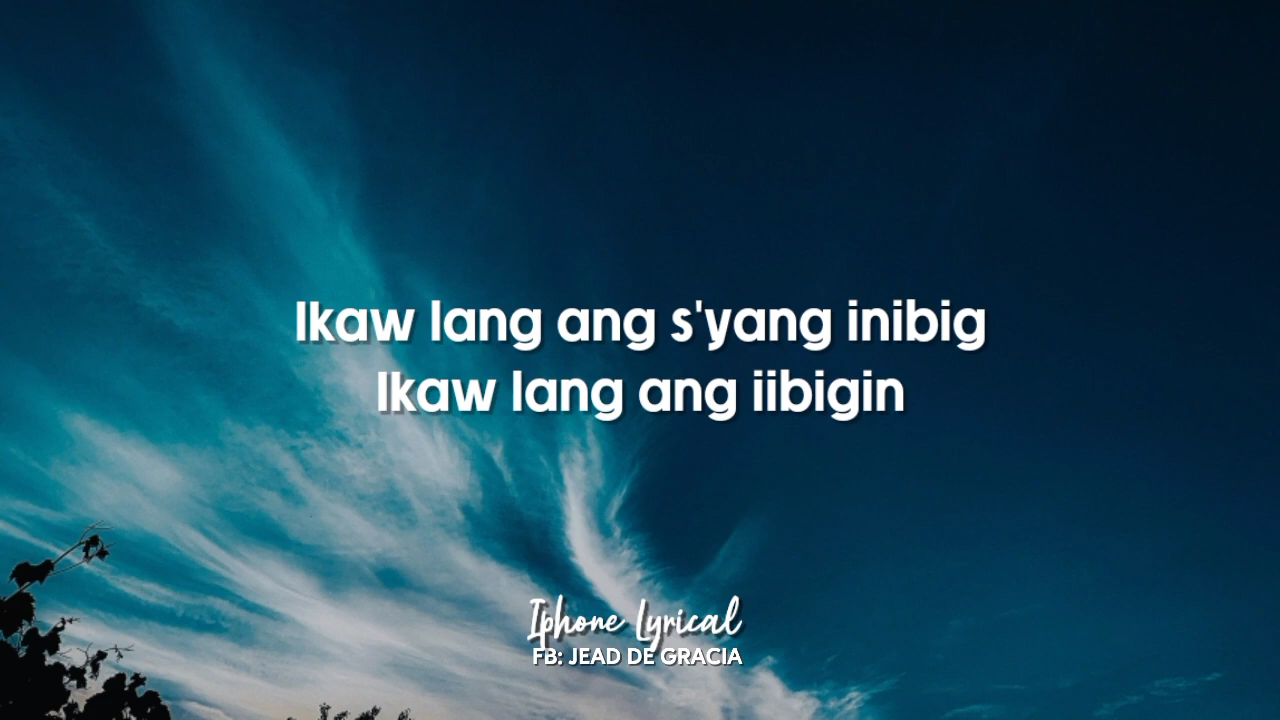 Ikaw lang ang s'yang inibig
Ikaw lang ang iibigin
Iphone Lyrical
FB: JEAD DE GRACIA